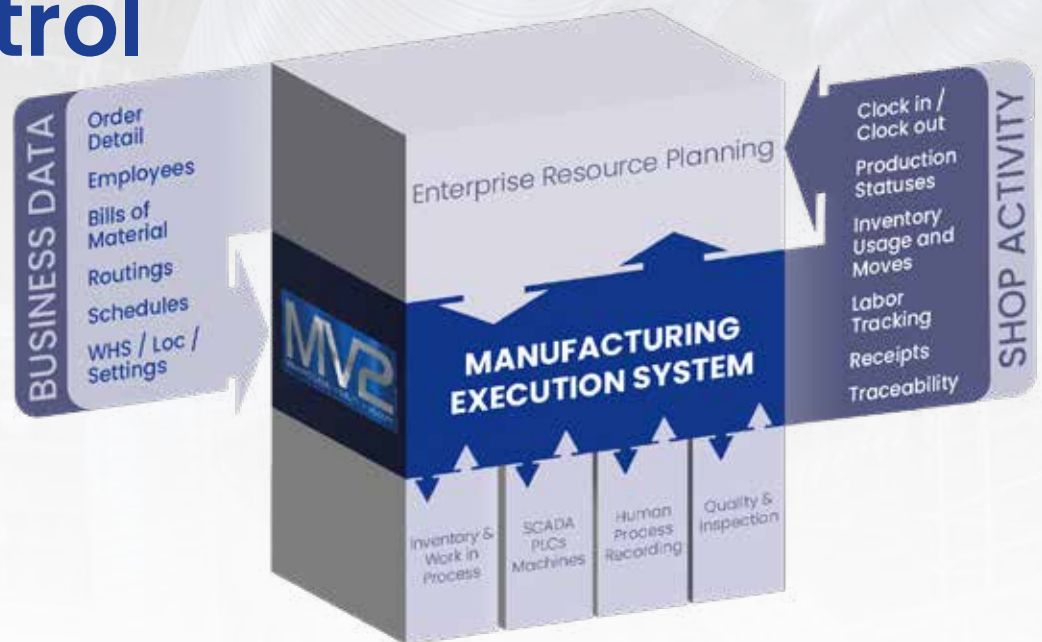 trol
BUSINESS DATA
Order
Detail
Employees
Bills of
Material
Routings
Schedules
WHS / Loc /
Settings
Enterprise Resource Planning
MV2
MANUFACTURING
EXECUTION SYSTEM
Inventory &
Work in
Process
SCADA
PLCs
Machines
Human
Process
Recording
Quality &
Inspection
Clock in /
Clock out
Production
Statuses
Inventory
Usage and
Moves
Labor
Tracking
Receipts
Traceability
SHOP ACTIVITY